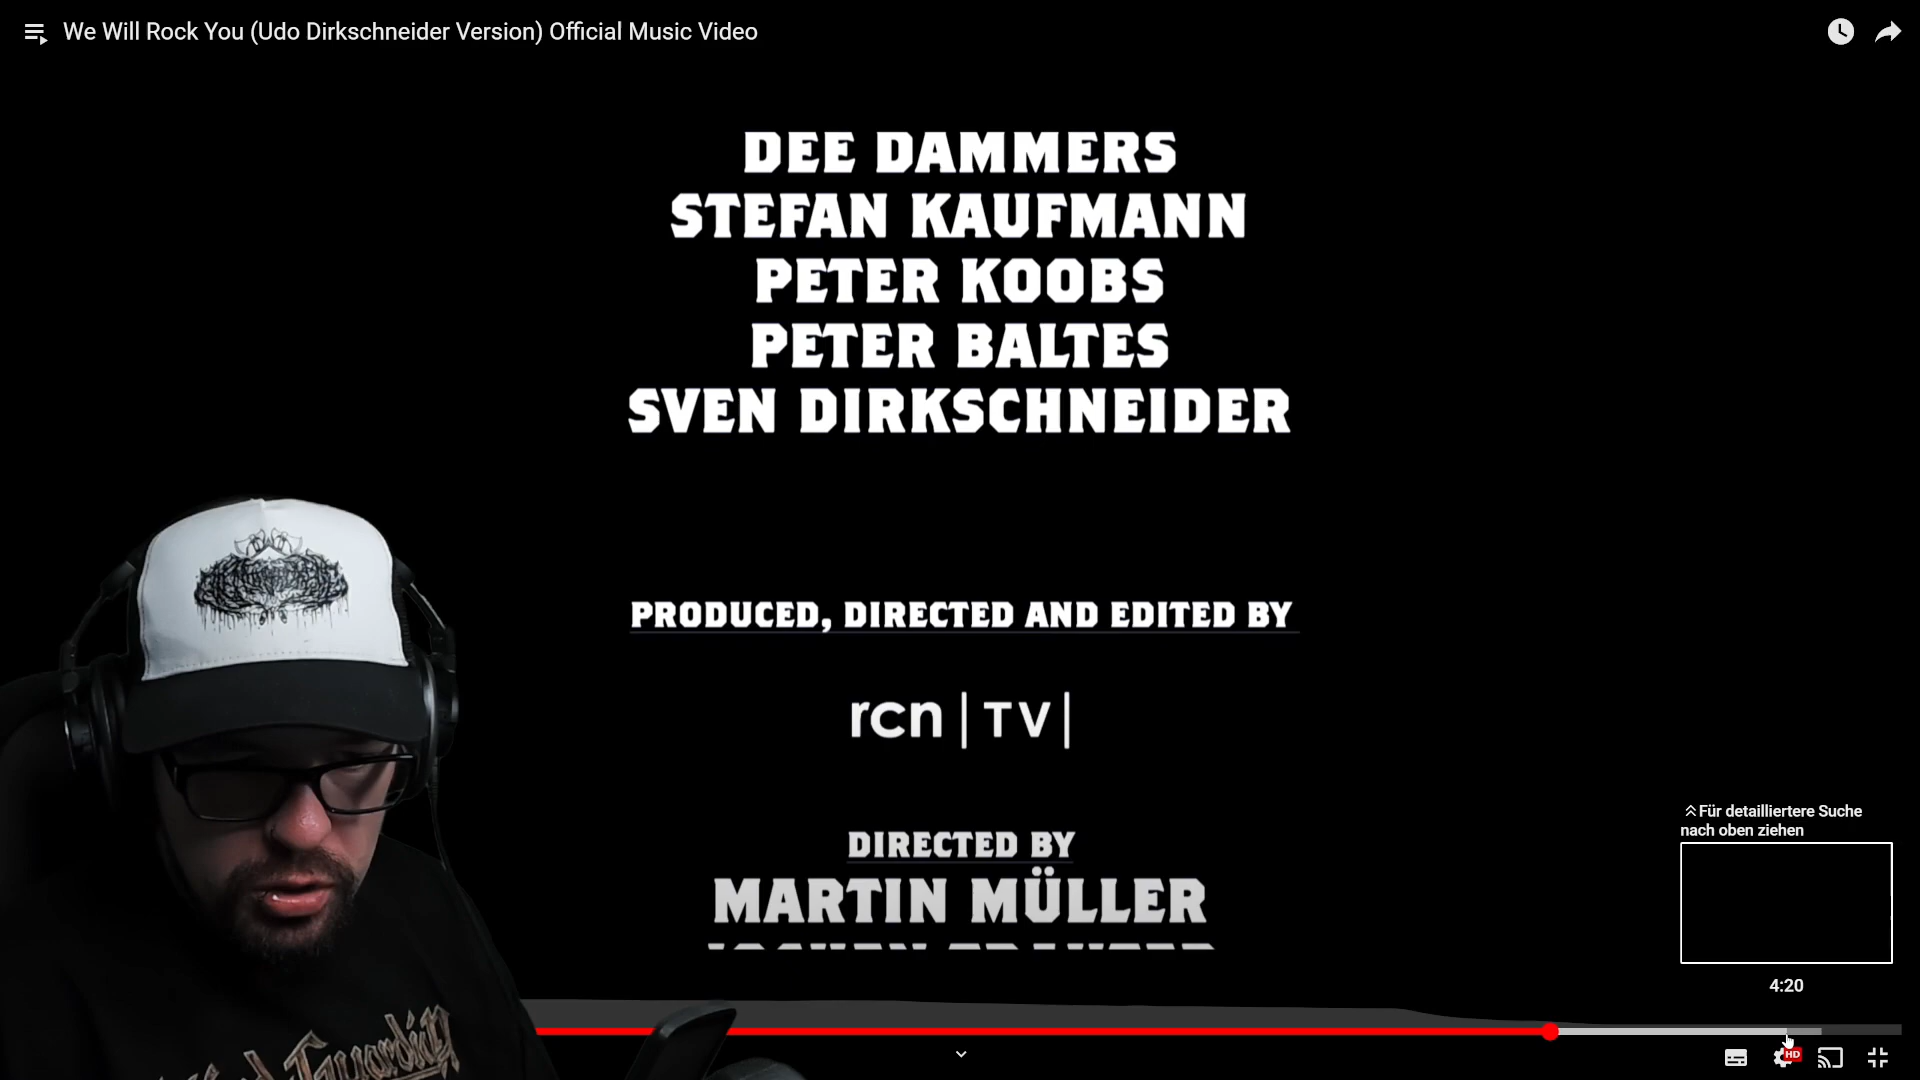 We Will Rock You (Udo Dirkschneider Version) Official Music Video
DEE DAMMERS
STEFAN KAUFMANN
PETER KOOBS
PETER BALTES
SVEN DIRKSCHNEIDER
PRODUCED, DIRECTED AND EDITED BY
rcn | TV |
DIRECTED BY
MARTIN MÜLLER
Für detailliertere Suche
nach oben ziehen
4:20
HD